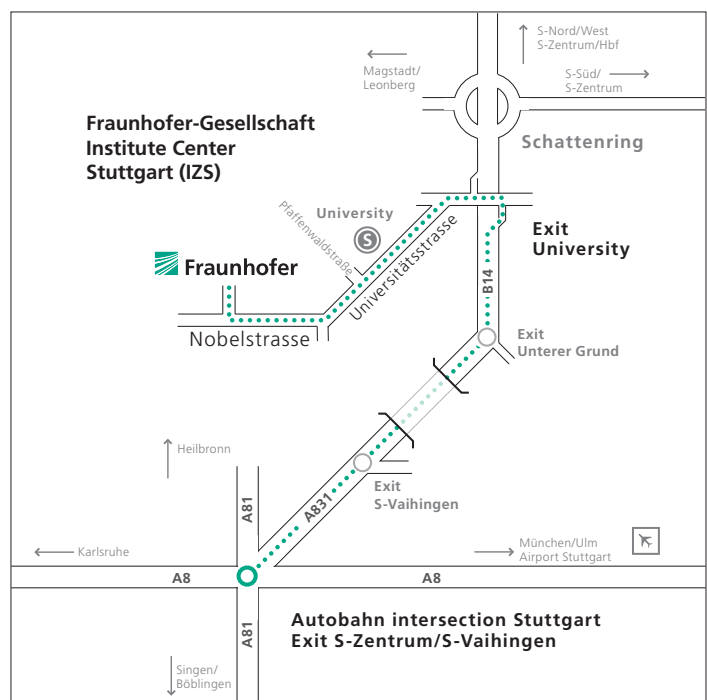 S-Nord/West
S-Zentrum/Hbf
Magstadt/
Leonberg
S-Süd/
S-Zentrum
Fraunhofer-Gesellschaft
Institute Center
Stuttgart (IZS)
Schattenring
University
S
Pfaffenwaldstraße
Universitätsstrasse
Exit
University
Fraunhofer
B14
Nobelstrasse
Exit
Unterer Grund
Heilbronn
Exit
S-Vaihingen
A81
A831
Karlsruhe
München/Ulm
Airport Stuttgart
A8
A8
A81
Autobahn intersection Stuttgart
Exit S-Zentrum/S-Vaihingen
Singen/
Böblingen